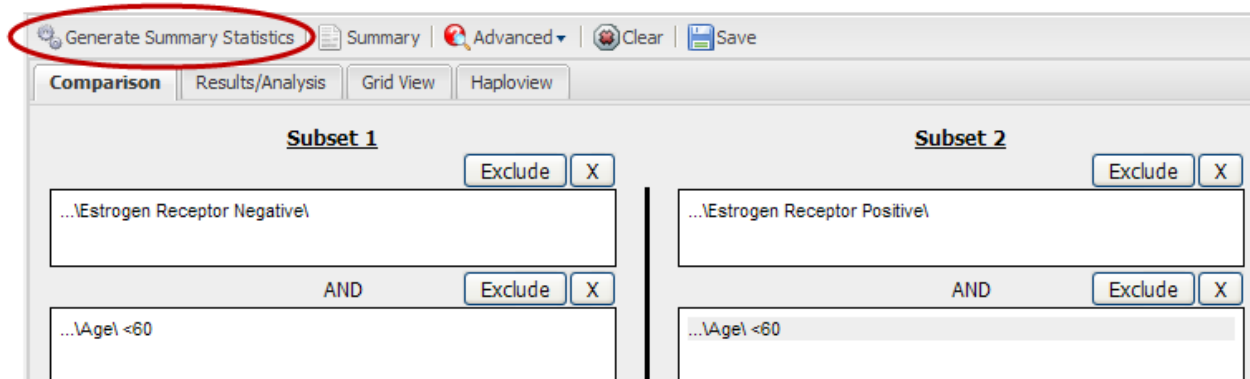 Generate Summary Statistics Summary Advanced Clear Save
Comparison Results/Analysis Grid View Haploview
Subset 1 Subset 2
Exclude X Exclude X
...\Estrogen Receptor Negative\ ...\Estrogen Receptor Positive\
AND Exclude X AND Exclude X
...\Age\ <60 ...\Age\ <60